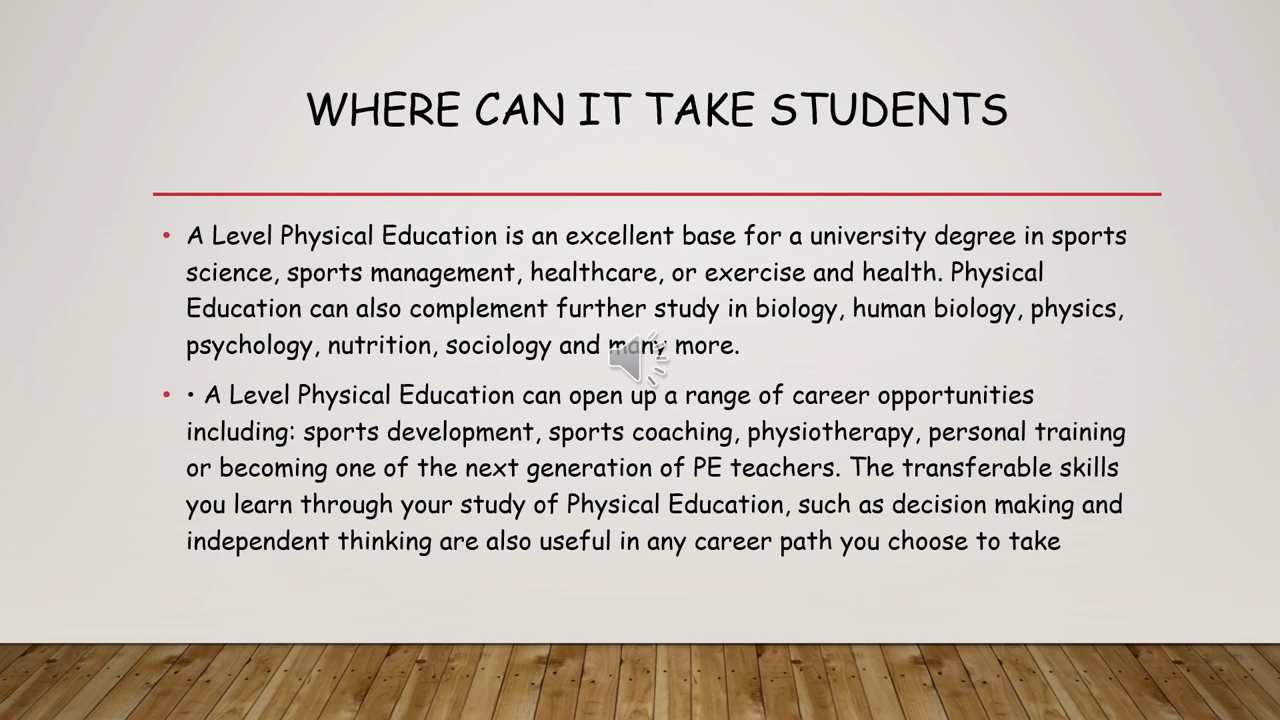 WHERE CAN IT TAKE STUDENTS
• A Level Physical Education is an excellent base for a university degree in sports
science, sports management, healthcare, or exercise and health. Physical
Education can also complement further study in biology, human biology, physics,
psychology, nutrition, sociology and many more.
• • A Level Physical Education can open up a range of career opportunities
including: sports development, sports coaching, physiotherapy, personal training
or becoming one of the next generation of PE teachers. The transferable skills
you learn through your study of Physical Education, such as decision making and
independent thinking are also useful in any career path you choose to take